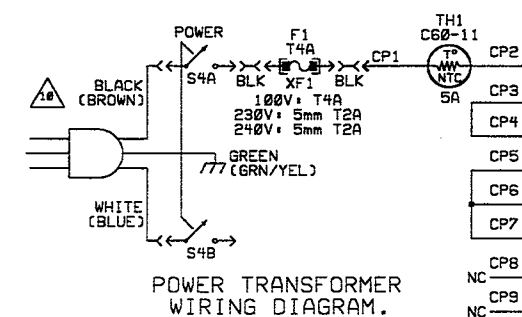 POWER
F1
T4A
TH1
C60-11
CP2
CP1
T°
NTC
5A
S4A
BLK
XF1
BLK
100V: T4A
230V: 5mm T2A
240V: 5mm T2A
10
BLACK
(BROWN)
CP3
CP4
GREEN
(GRN/YEL)
CP5
CP6
CP7
WHITE
(BLUE)
S4B
CP8
NC
CP9
NC
POWER TRANSFORMER
WIRING DIAGRAM.